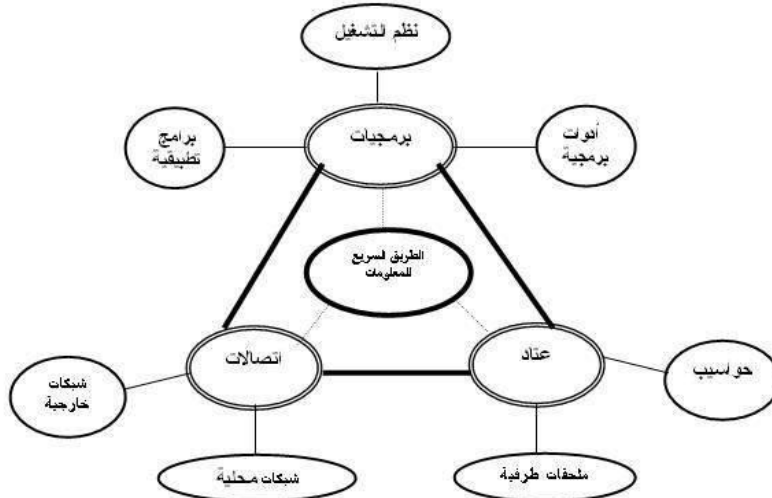 نظم التشغيل
برمجيات
أدوات
برمجية
برامج
تطبيقية
الطريق السريع
للمعلومات
عتاد
اتصالات
حواسيب
شبكات
خارجية
ملحقات طرفية
شبكات محلية